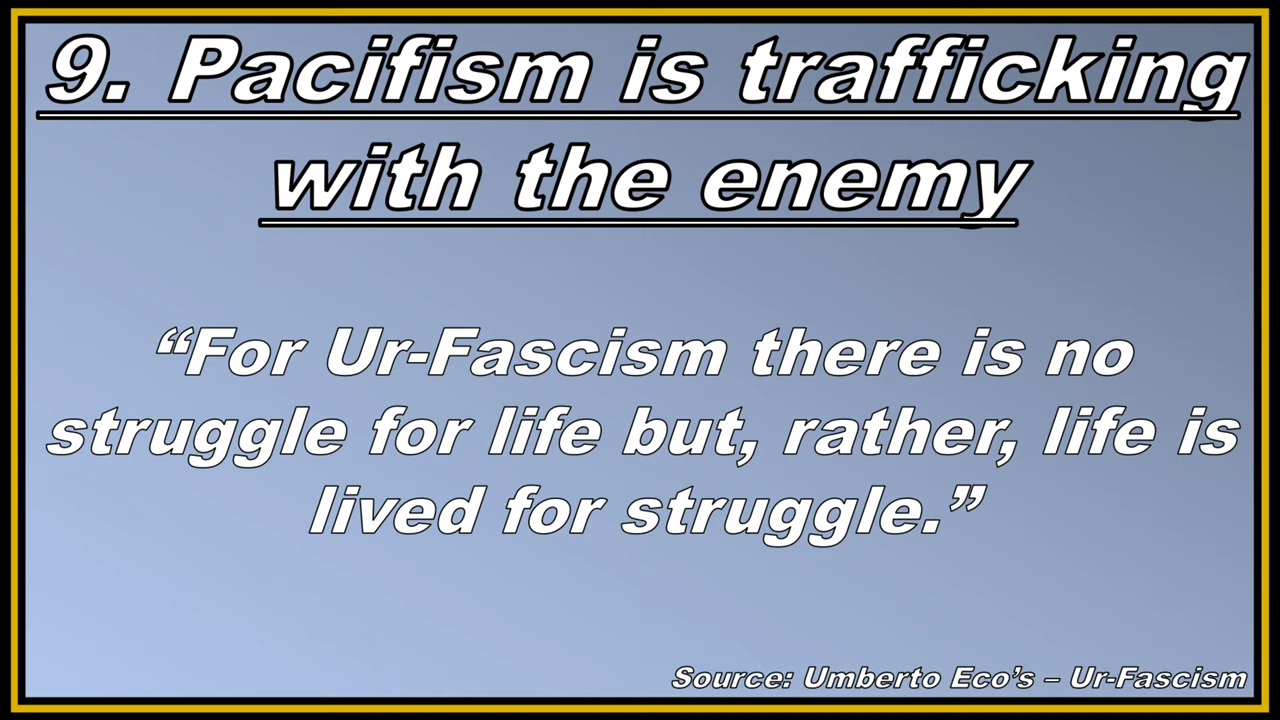 9. Pacifism is trafficking
with the enemy
“For Ur-Fascism there is no
struggle for life but, rather, life is
lived for struggle.”
Source: Umberto Eco’s – Ur-Fascism